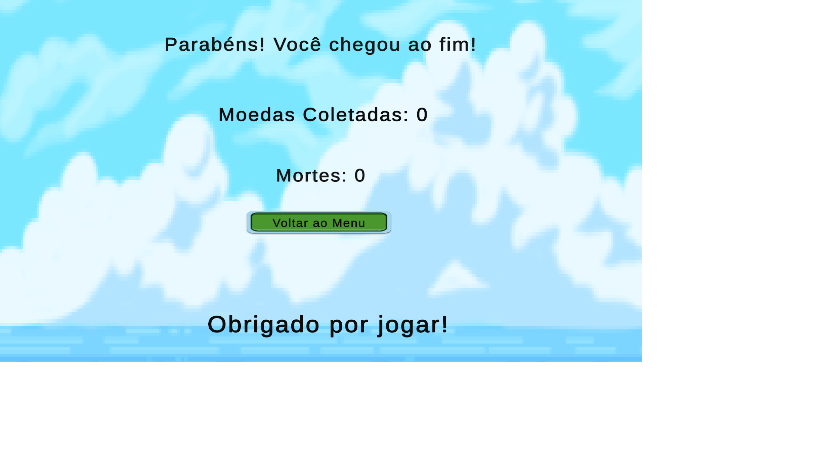 Parabéns! Você chegou ao fim!
Moedas Coletadas: 0
Mortes: 0
Voltar ao Menu
Obrigado por jogar!